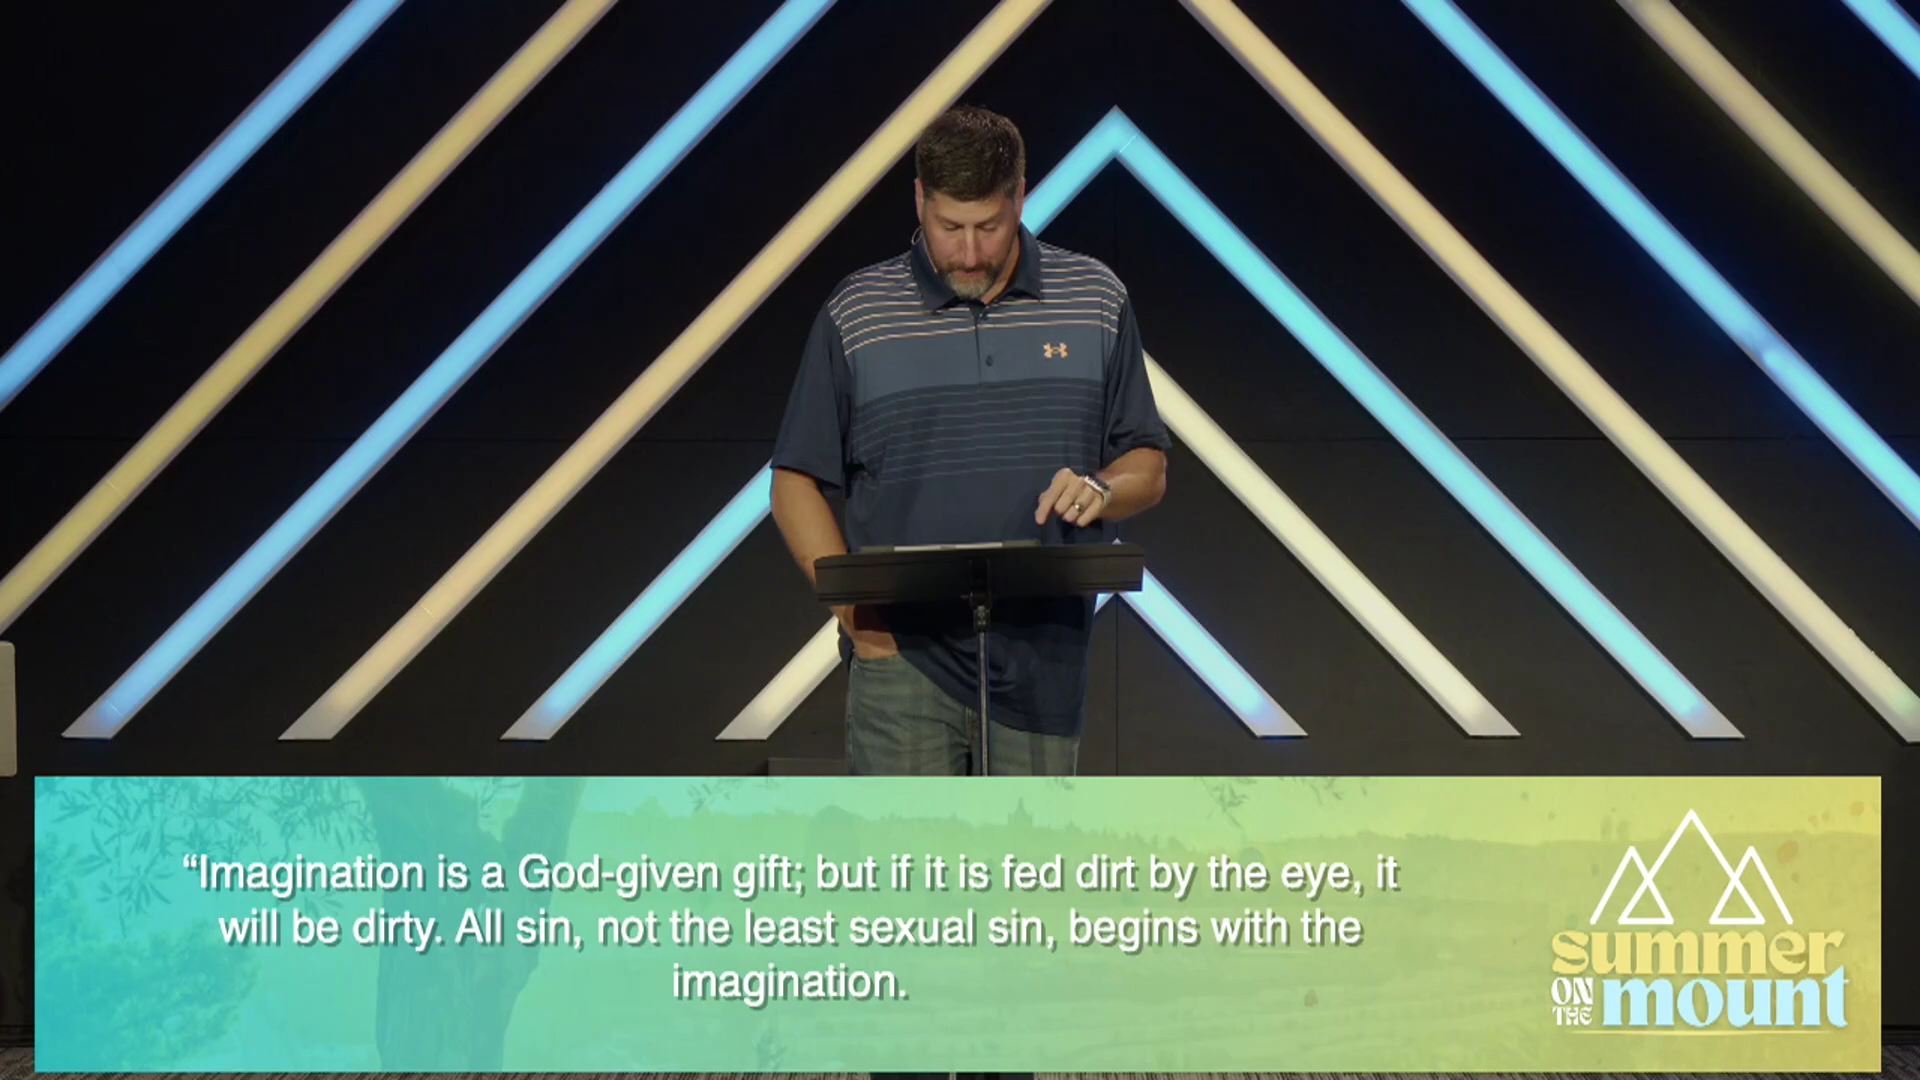 “Imagination is a God-given gift; but if it is fed dirt by the eye, it
will be dirty. All sin, not the least sexual sin, begins with the
imagination.
summer
ON THE
mount